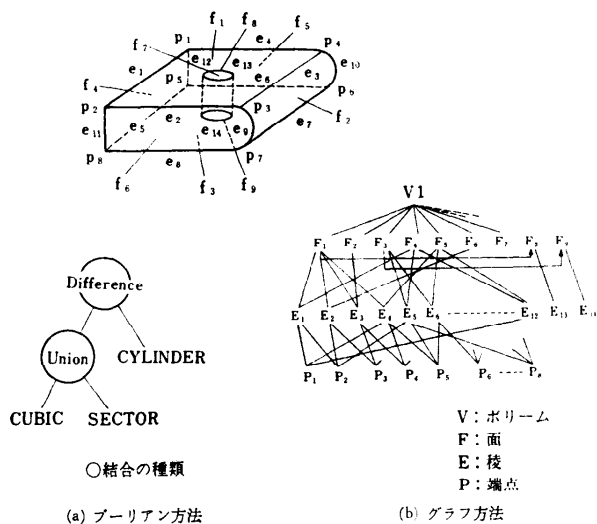 f₁ f₈
f₇ e₄ f₅
p₁ p₄
e₁₂ e₁₃ e₁₀
e₁ e₃
f₄ p₅ e₆ p₆
p₂ p₃
e₂ e₇ f₂
e₁₁ e₅ e₁₄ e₉
p₈ e₈ p₇
f₆ f₃ f₉
Difference
Union CYLINDER
CUBIC SECTOR
○結合の種類
(a) ブーリアン方法
V1
F₁ F₂ F₃ F₄ F₅ F₆ F₇ F₈ F₉
E₁ E₂ E₃ E₄ E₅ E₆ E₁₂ E₁₃ E₁₄
P₁ P₂ P₃ P₄ P₅ P₆ P₈
V：ボリーム
F：面
E：稜
P：端点
(b) グラフ方法